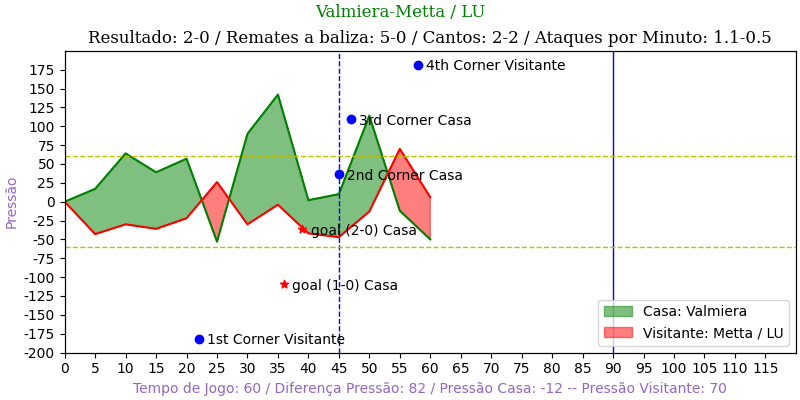 Valmiera-Metta / LU
Resultado: 2-0 / Remates a baliza: 5-0 / Cantos: 2-2 / Ataques por Minuto: 1.1-0.5
Pressão
175
150
125
100
75
50
25
0
-25
-50
-75
-100
-125
-150
-175
-200
4th Corner Visitante
3rd Corner Casa
2nd Corner Casa
goal (2-0) Casa
goal (1-0) Casa
1st Corner Visitante
Casa: Valmiera
Visitante: Metta / LU
0 5 10 15 20 25 30 35 40 45 50 55 60 65 70 75 80 85 90 95 100 105 110 115
Tempo de Jogo: 60 / Diferença Pressão: 82 / Pressão Casa: -12 -- Pressão Visitante: 70